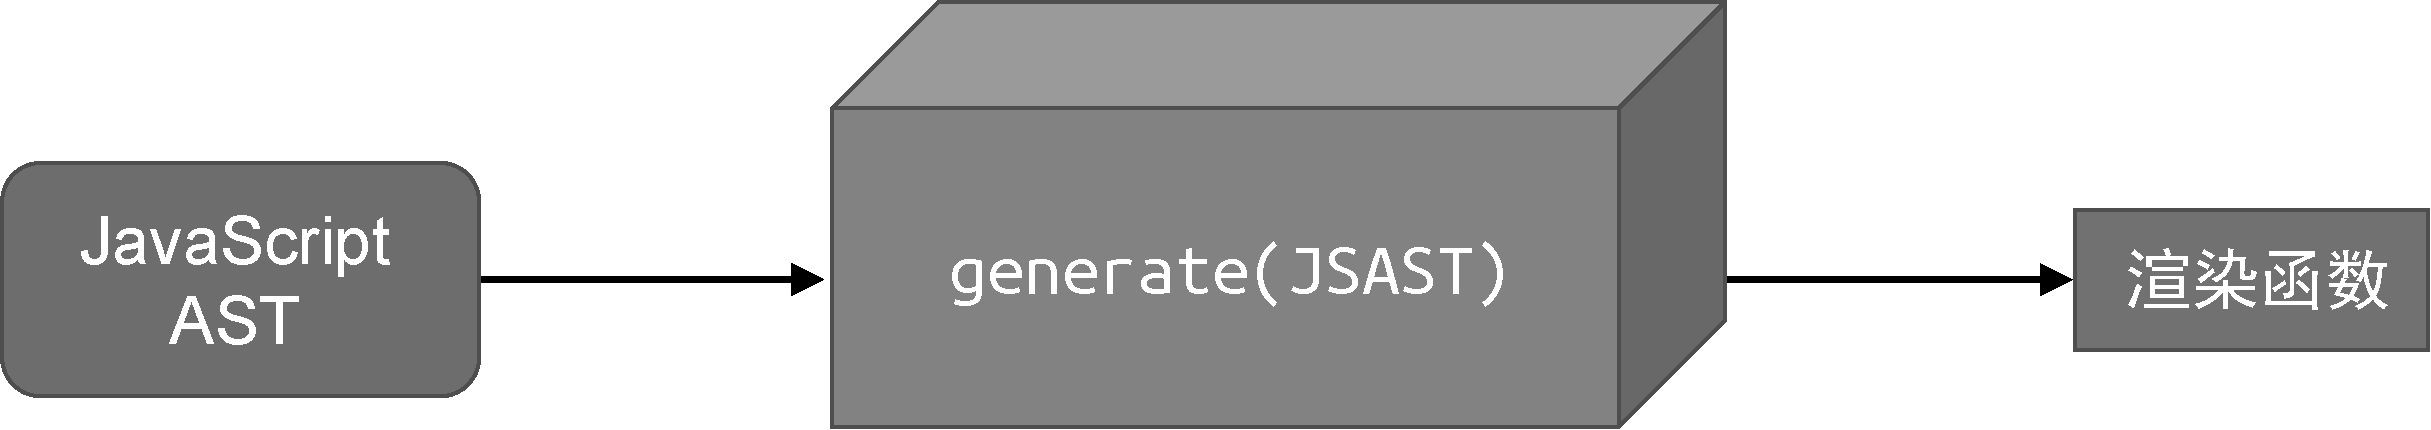 JavaScript
AST
generate(JSAST)
渲染函数